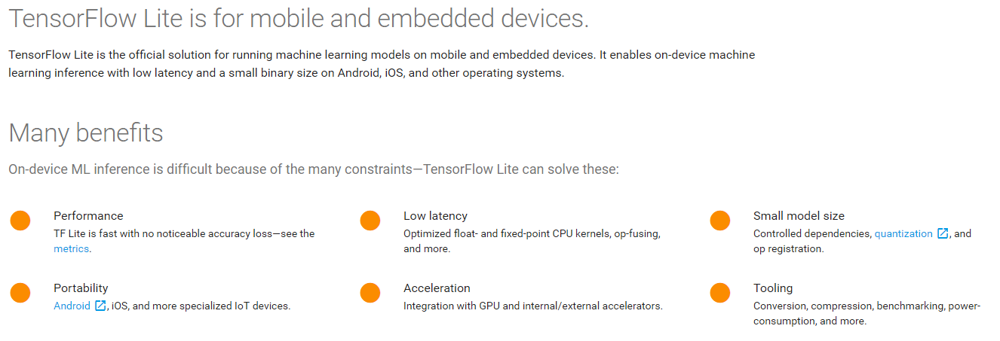 TensorFlow Lite is for mobile and embedded devices.
TensorFlow Lite is the official solution for running machine learning models on mobile and embedded devices. It enables on-device machine
learning inference with low latency and a small binary size on Android, iOS, and other operating systems.
Many benefits
On-device ML inference is difficult because of the many constraints—TensorFlow Lite can solve these:
Performance
TF Lite is fast with no noticeable accuracy loss—see the
metrics.
Low latency
Optimized float- and fixed-point CPU kernels, op-fusing,
and more.
Small model size
Controlled dependencies, quantization, and
op registration.
Portability
Android, iOS, and more specialized IoT devices.
Acceleration
Integration with GPU and internal/external accelerators.
Tooling
Conversion, compression, benchmarking, power-
consumption, and more.